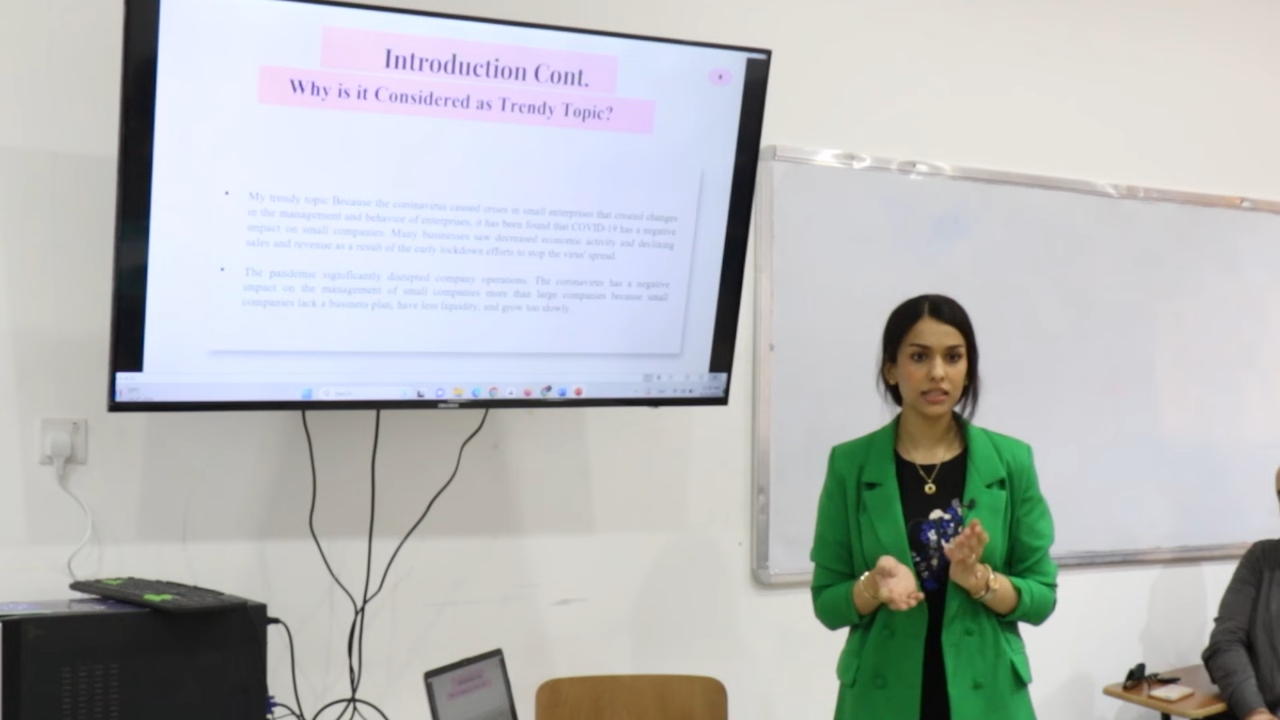 Introduction Cont.
Why is it Considered as Trendy Topic?
My trendy topic Because the coronavirus caused crises in small enterprises that created changes
in the management and behavior of enterprises, it has been found that COVID-19 has a negative
impact on small companies. Many businesses saw decreased economic activity and declining
sales and revenue as a result of the early lockdown efforts to stop the virus' spread.
The pandemic significantly disrupted company operations. The coronavirus has a negative
impact on the management of small companies more than large companies because small
companies lack a business plan, have less liquidity, and grow too slowly.
Search